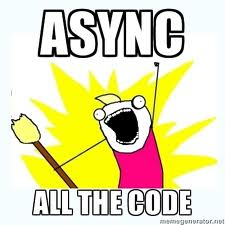 ASYNC
ALL THE CODE
memegenerator.net